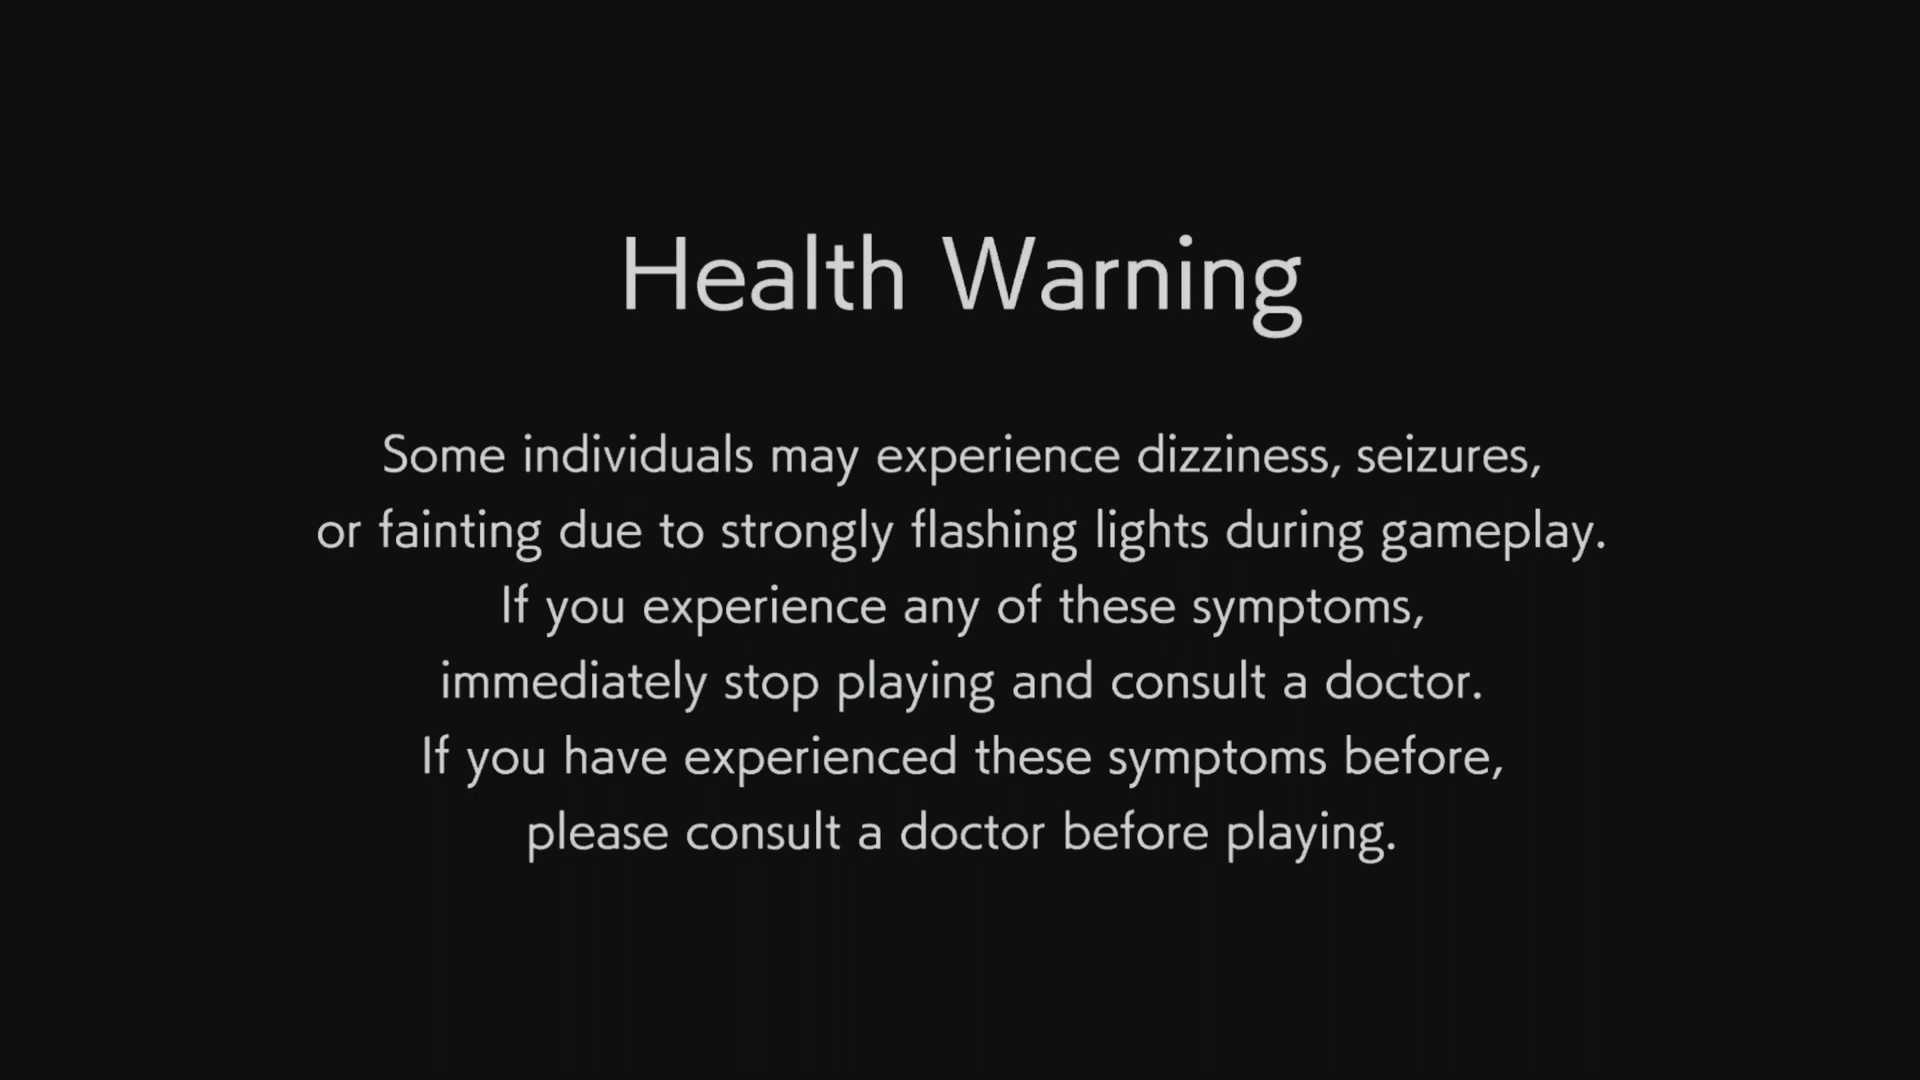 Health Warning
Some individuals may experience dizziness, seizures,
or fainting due to strongly flashing lights during gameplay.
If you experience any of these symptoms,
immediately stop playing and consult a doctor.
If you have experienced these symptoms before,
please consult a doctor before playing.